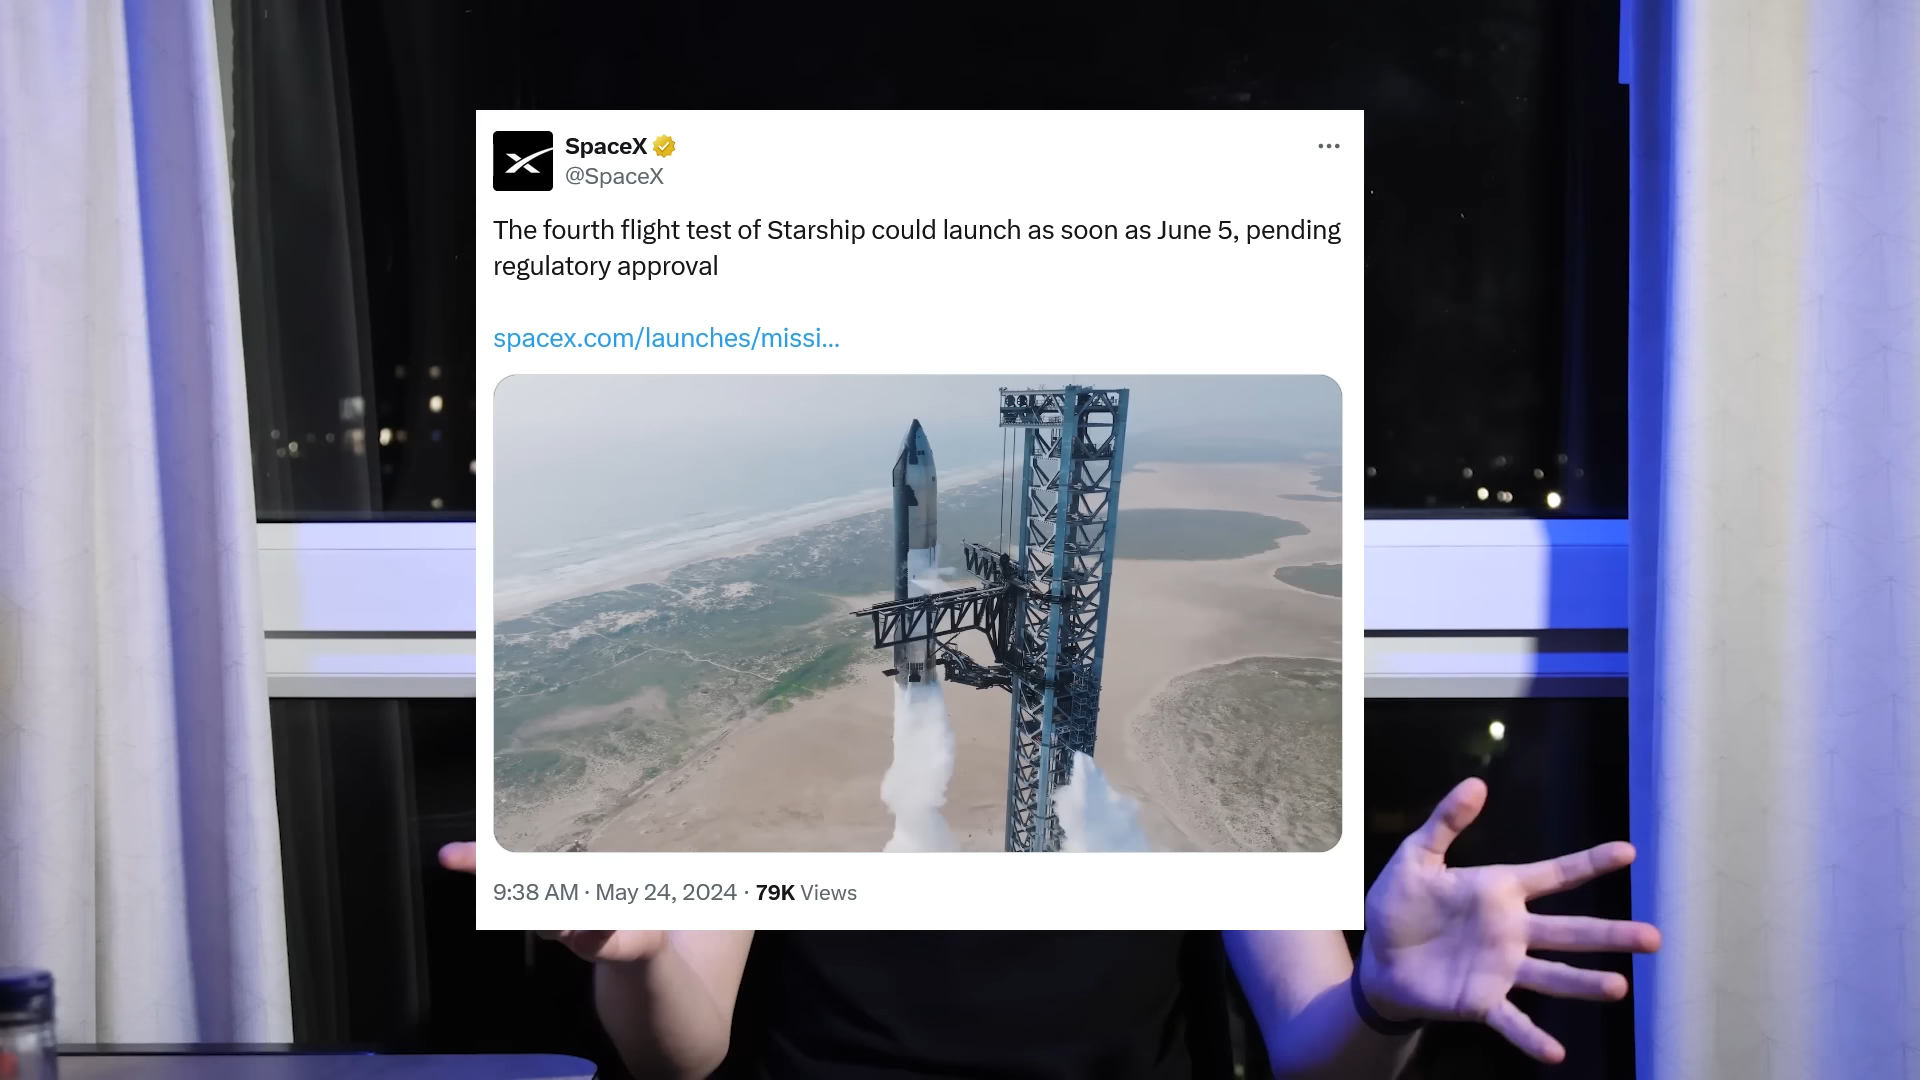 SpaceX
@SpaceX
The fourth flight test of Starship could launch as soon as June 5, pending
regulatory approval
spacex.com/launches/missi...
9:38 AM · May 24, 2024 · 79K Views